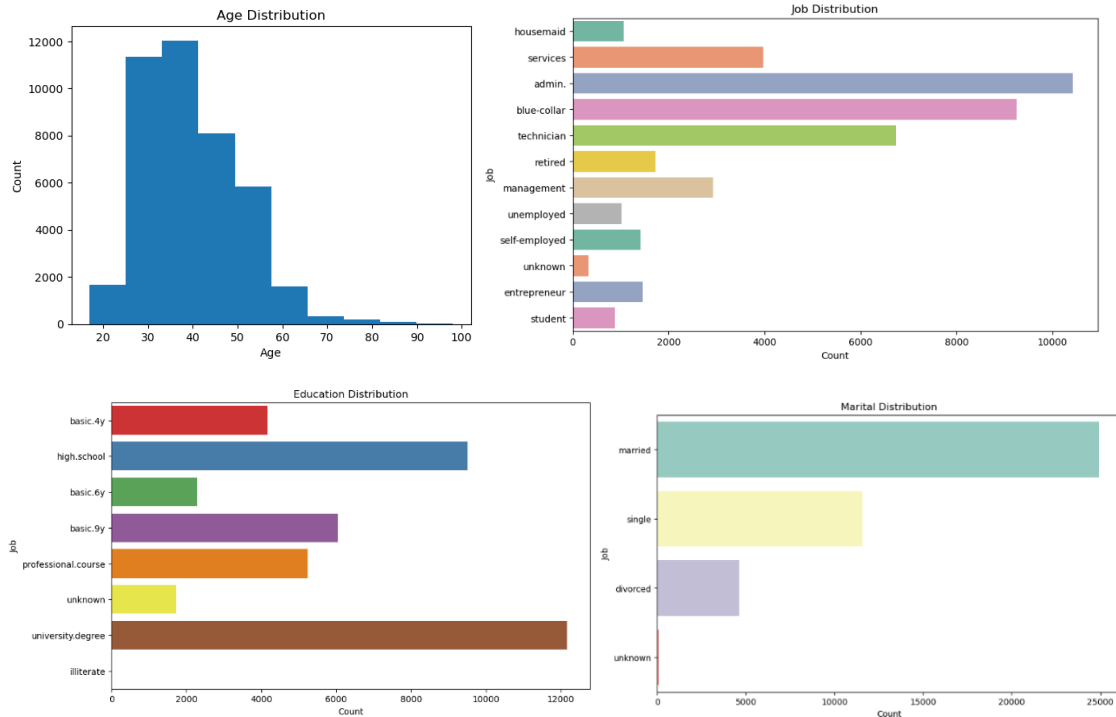 Age Distribution
12000
10000
8000
6000
4000
2000
0
Count
20 30 40 50 60 70 80 90 100
Age
Job Distribution
housemaid
services
admin.
blue-collar
technician
retired
management
unemployed
self-employed
unknown
entrepreneur
student
Job
0 2000 4000 6000 8000 10000
Count
Education Distribution
basic.4y
high.school
basic.6y
basic.9y
professional.course
unknown
university.degree
illiterate
Job
0 2000 4000 6000 8000 10000 12000
Count
Marital Distribution
married
single
divorced
unknown
Job
0 5000 10000 15000 20000 25000
Count